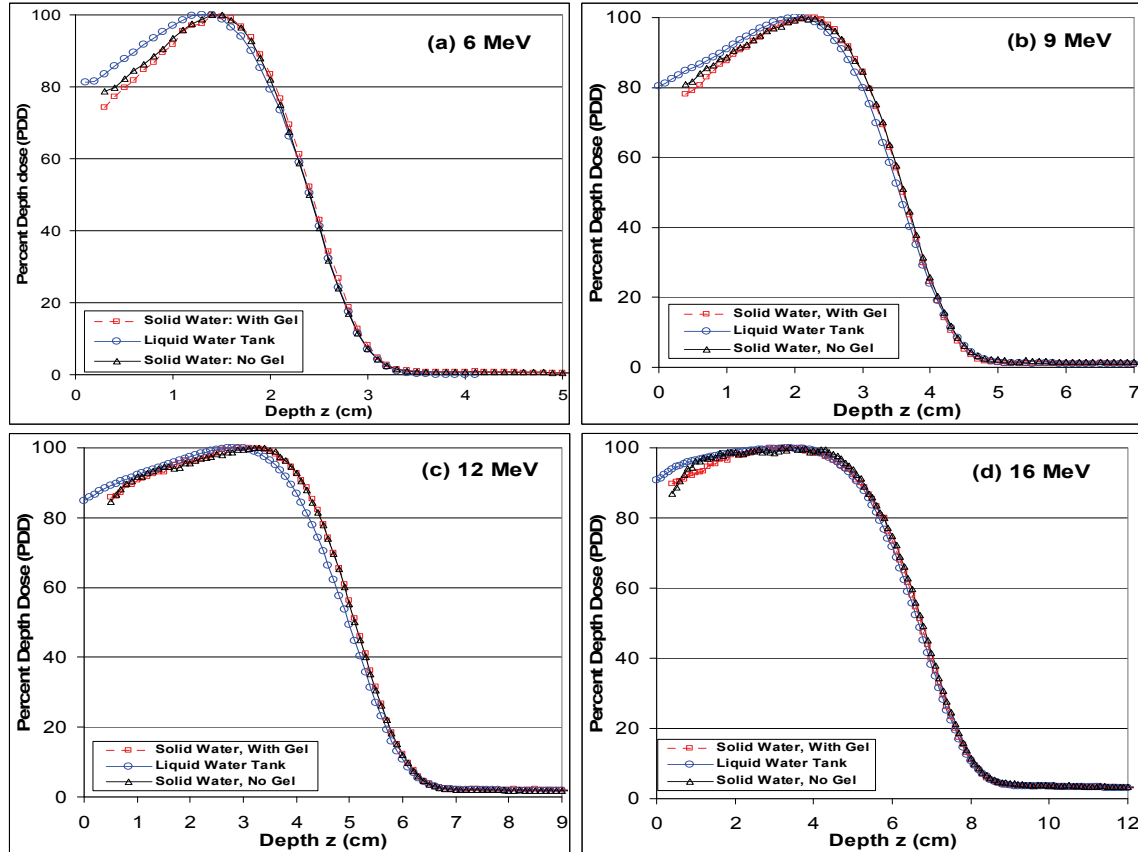 (a) 6 MeV
Percent Depth dose (PDD)
100
80
60
40
20
0
Solid Water: With Gel
Liquid Water Tank
Solid Water: No Gel
0 1 2 3 4 5
Depth z (cm)
(b) 9 MeV
Percent Depth Dose (PDD)
100
80
60
40
20
0
Solid Water, With Gel
Liquid Water Tank
Solid Water, No Gel
0 1 2 3 4 5 6 7
Depth z (cm)
(c) 12 MeV
Percent Depth Dose (PDD)
100
80
60
40
20
0
Solid Water, With Gel
Liquid Water Tank
Solid Water, No Gel
0 1 2 3 4 5 6 7 8 9
Depth z (cm)
(d) 16 MeV
Percent Depth Dose (PDD)
100
80
60
40
20
0
Solid Water, With Gel
Liquid Water Tank
Solid Water, No Gel
0 2 4 6 8 10 12
Depth z (cm)